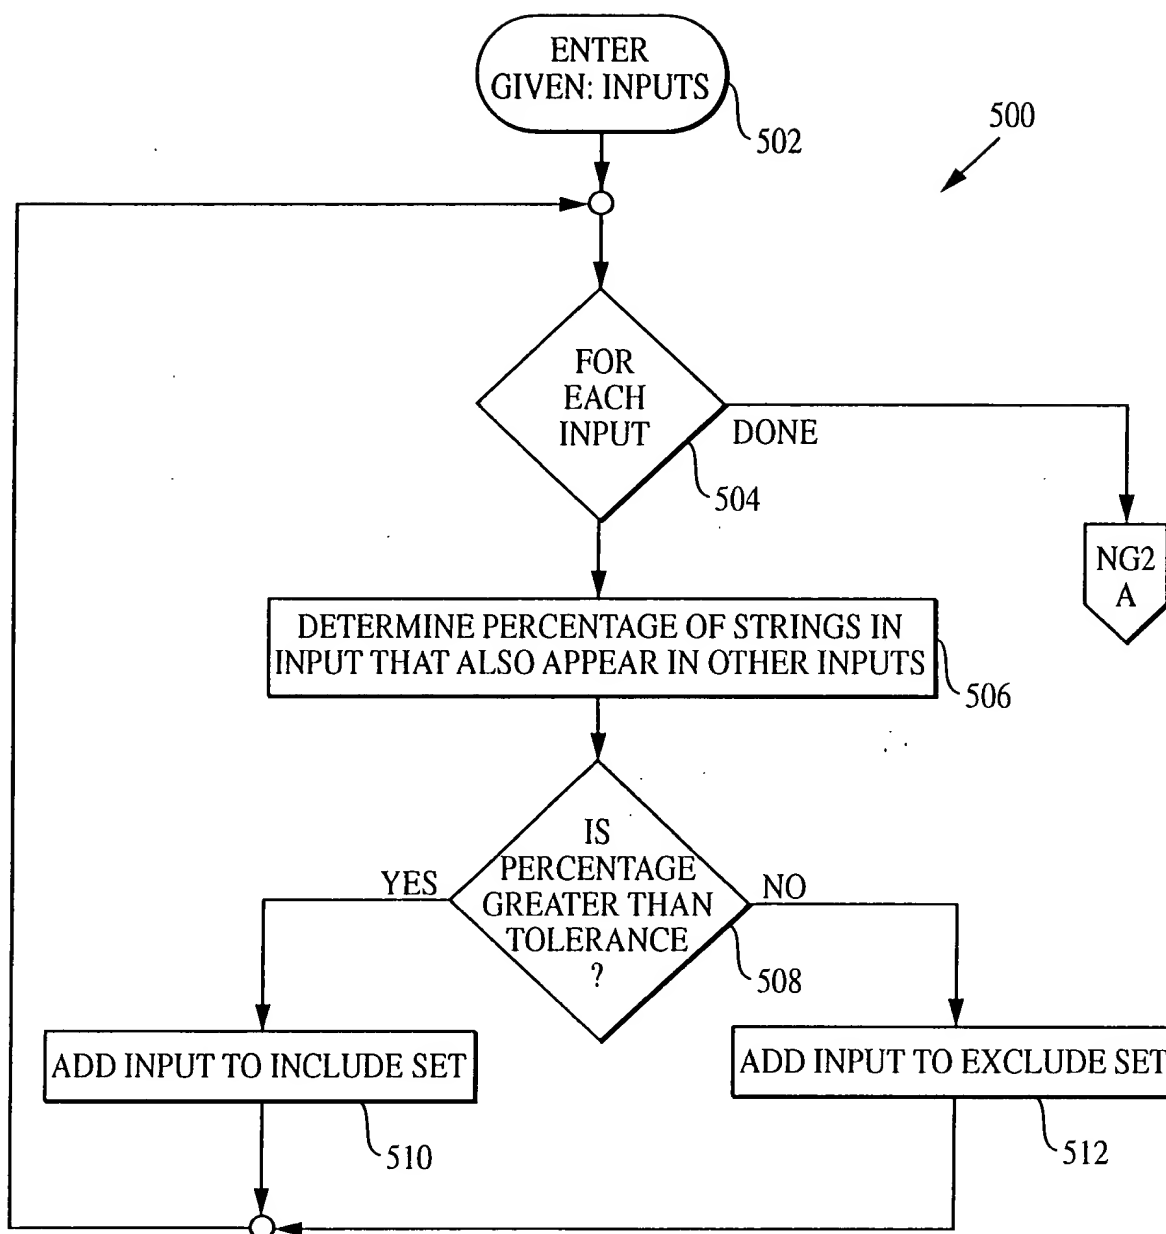 ENTER
GIVEN: INPUTS
502
500
FOR
EACH
INPUT
DONE
504
NG2
A
DETERMINE PERCENTAGE OF STRINGS IN
INPUT THAT ALSO APPEAR IN OTHER INPUTS
506
IS
PERCENTAGE
GREATER THAN
TOLERANCE
?
YES
NO
508
ADD INPUT TO INCLUDE SET
510
ADD INPUT TO EXCLUDE SET
512